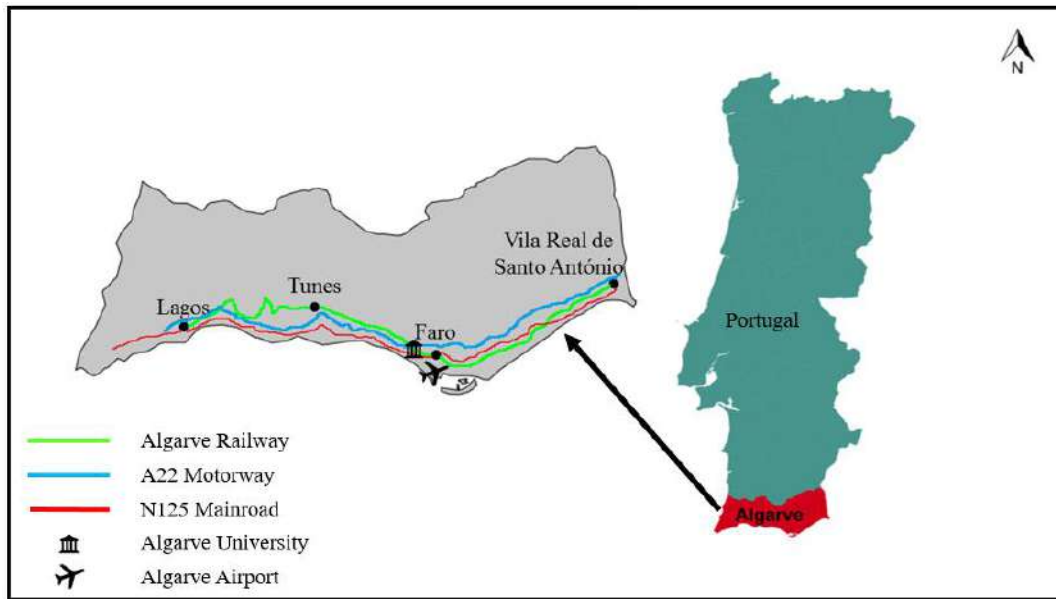 N
Vila Real de
Santo António
Tunes
Lagos
Faro
Portugal
Algarve
Algarve Railway
A22 Motorway
N125 Mainroad
Algarve University
Algarve Airport